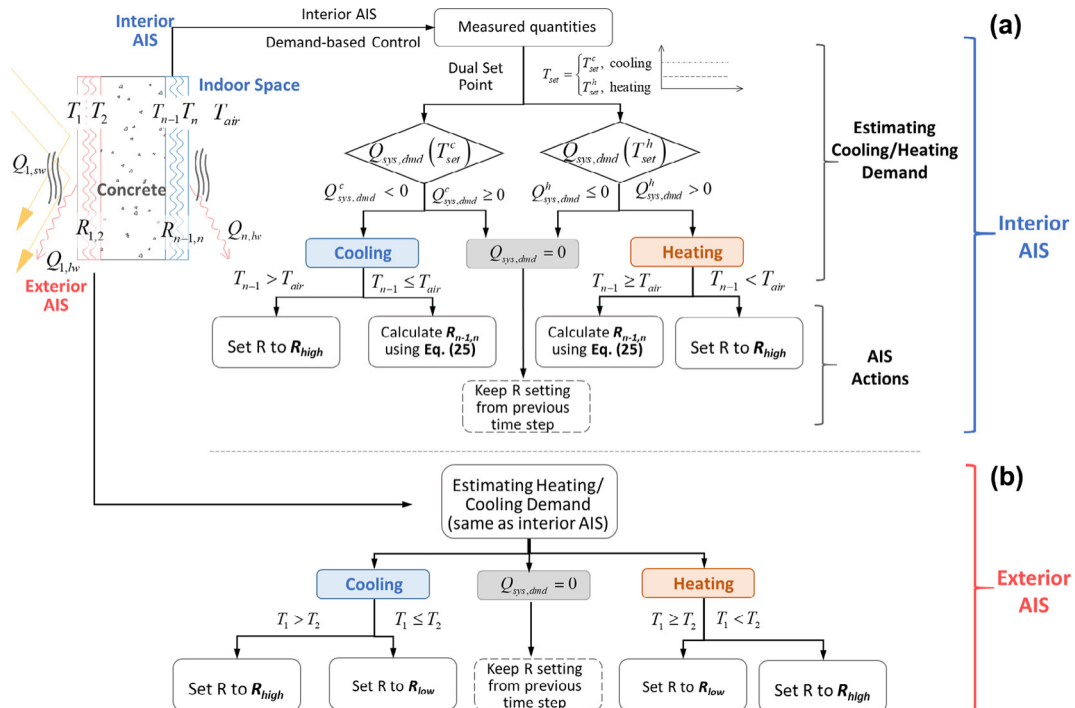 (a)
Interior AIS
Interior
AIS
Demand-based Control
Measured quantities
Indoor Space
Dual Set
Point
T_set = { T^c_set, cooling
T^h_set, heating
T_1 T_2 T_{n-1} T_n T_air
Q_{1,sw}
Concrete
R_{1,2} R_{n-1,n}
Q_{n,lw}
Q_{1,lw}
Exterior
AIS
Q_{sys,dmd} (T^c_set)
Q_{sys,dmd} (T^h_set)
Q^c_{sys,dmd} < 0
Q^c_{sys,dmd} ≥ 0
Q^h_{sys,dmd} ≤ 0
Q^h_{sys,dmd} > 0
Cooling
Q_{sys,dmd} = 0
Heating
T_{n-1} > T_air
T_{n-1} ≤ T_air
T_{n-1} ≥ T_air
T_{n-1} < T_air
Set R to R_high
Calculate R_{n-1,n}
using Eq. (25)
Calculate R_{n-1,n}
using Eq. (25)
Set R to R_high
Keep R setting
from previous
time step
Estimating
Cooling/Heating
Demand
AIS
Actions
Interior
AIS
(b)
Estimating Heating/
Cooling Demand
(same as interior AIS)
Cooling
Q_{sys,dmd} = 0
Heating
T_1 > T_2
T_1 ≤ T_2
T_1 ≥ T_2
T_1 < T_2
Set R to R_high
Set R to R_low
Keep R setting
from previous
time step
Set R to R_low
Set R to R_high
Exterior
AIS